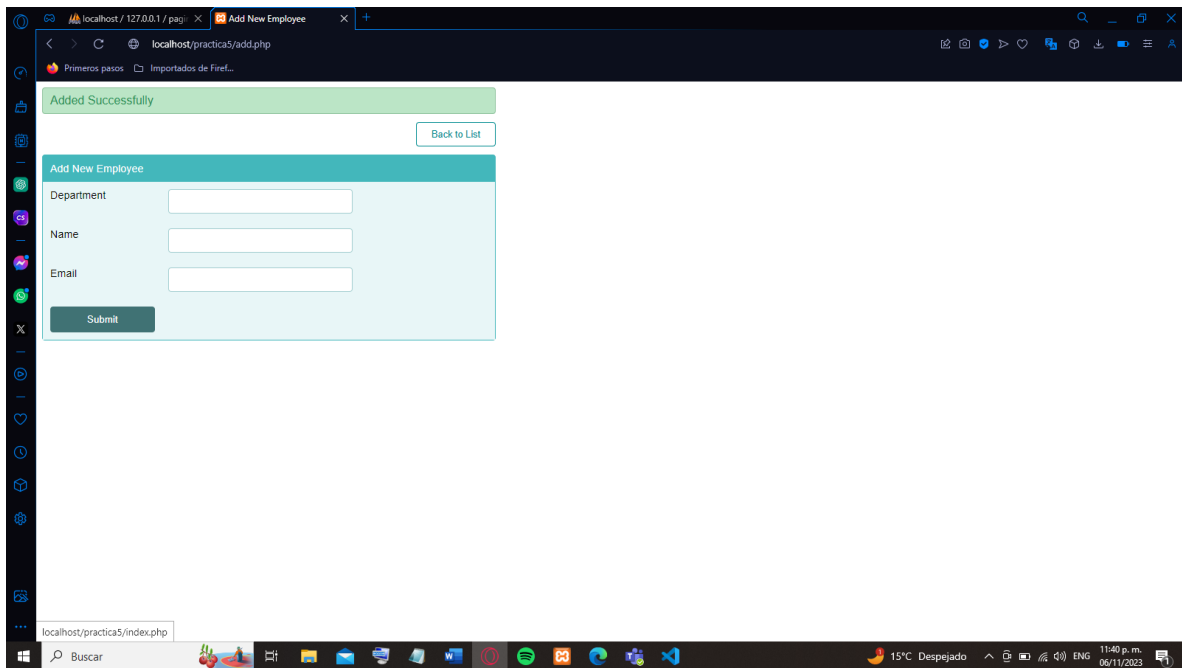 localhost / 127.0.0.1 / pagi
Add New Employee
localhost/practica5/add.php
Primeros pasos
Importados de Firef...
Added Successfully
Back to List
Add New Employee
Department
Name
Email
Submit
CS
localhost/practica5/index.php
Buscar
15°C Despejado
ENG
11:40 p. m.
06/11/2023
1